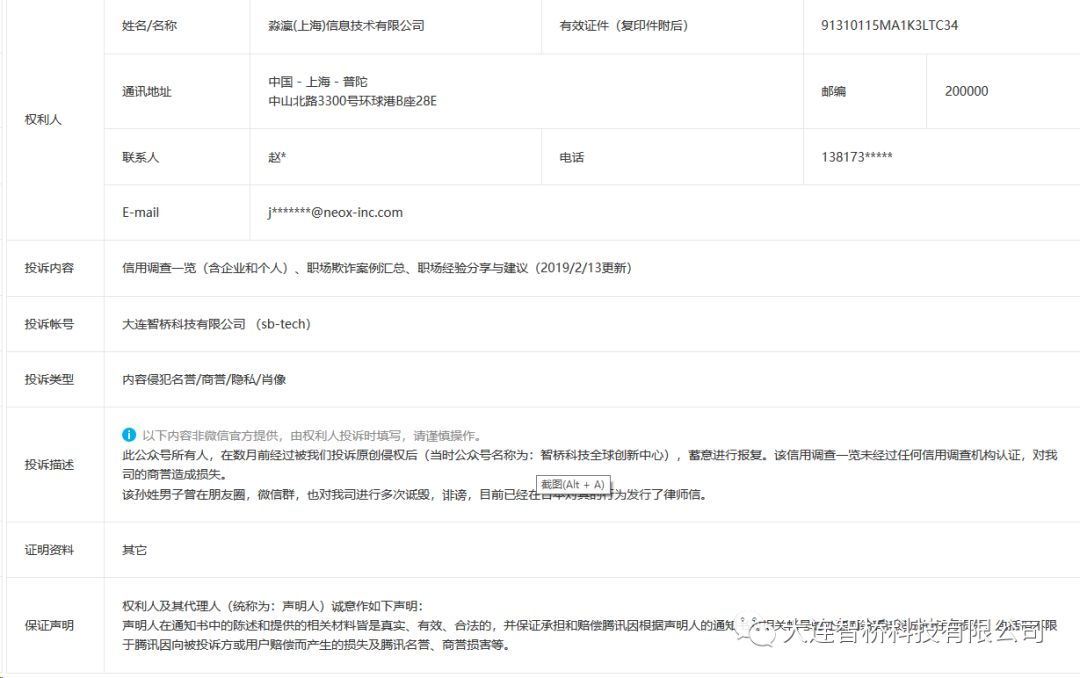 姓名/名称
淼瀛(上海)信息技术有限公司
有效证件（复印件附后）
91310115MA1K3LTC34
权利人
通讯地址
中国 - 上海 - 普陀
中山北路3300号环球港B座28E
邮编
200000
联系人
赵*
电话
138173*****
E-mail
j*******@neox-inc.com
投诉内容
信用调查一览（含企业和个人）、职场欺诈案例汇总、职场经验分享与建议（2019/2/13更新）
投诉帐号
大连智桥科技有限公司 （sb-tech）
投诉类型
内容侵犯名誉/商誉/隐私/肖像
投诉描述
以下内容非微信官方提供，由权利人投诉时填写，请谨慎操作。
此公众号所有人，在数月前经过被我们投诉原创侵权后（当时公众号名称为：智桥科技全球创新中心），蓄意进行报复。该信用调查一览未经过任何信用调查机构认证，对我
司的商誉造成损失。
截图(Alt + A)
该孙姓男子曾在朋友圈，微信群，也对我司进行多次诋毁，诽谤，目前已经在日本对其的行为发行了律师信。
证明资料
其它
保证声明
权利人及其代理人（统称为：声明人）诚意作如下声明：
声明人在通知书中的陈述和提供的相关材料皆是真实、有效、合法的，并保证承担和赔偿腾讯因根据声明人的通知
不限
于腾讯因向被投诉方或用户赔偿而产生的损失及腾讯名誉、商誉损害等。
大连智桥科技有限公司